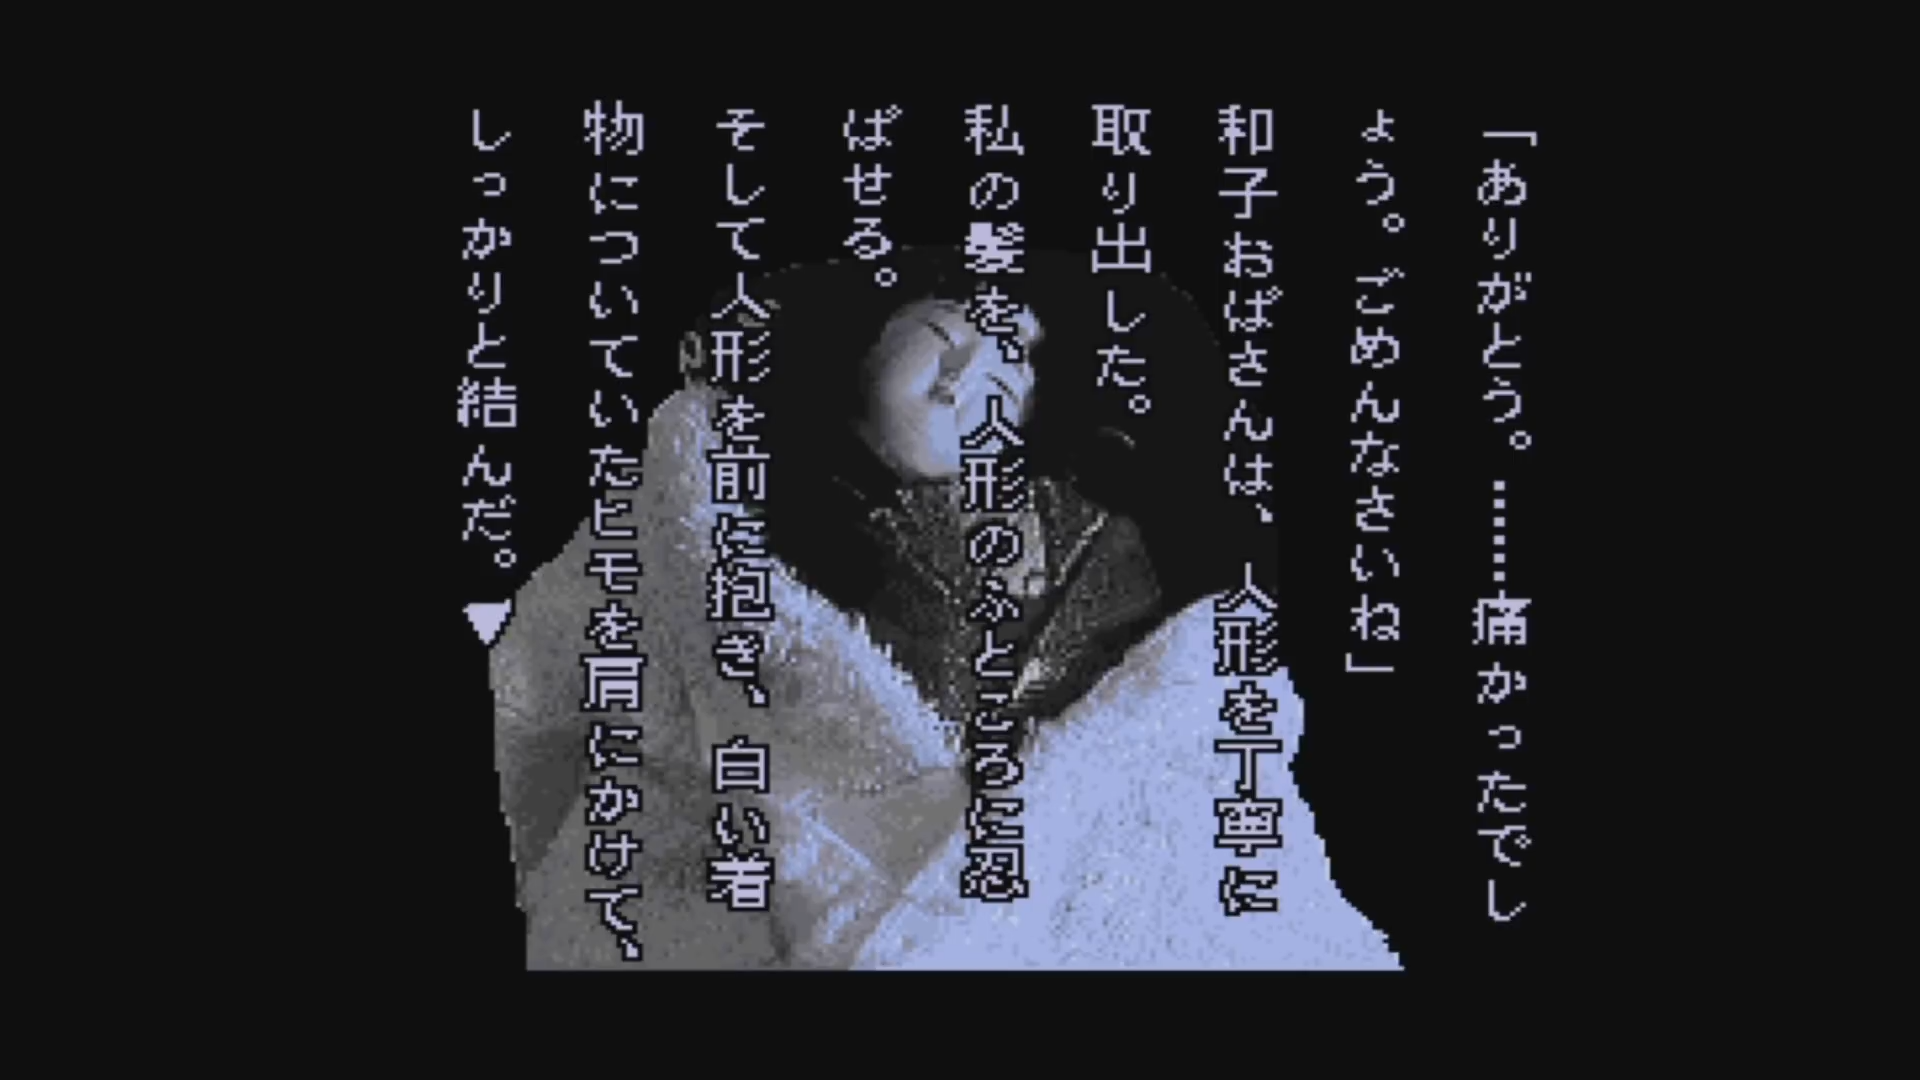 「ありがとう。……痛かったでし
ょう。ごめんなさいね」
和子おばさんは、人形を丁寧に
取り出した。
私の髪を、人形のふところに忍
ばせる。
そして人形を前に抱き、白い着
物についていたヒモを肩にかけて、
しっかりと結んだ。